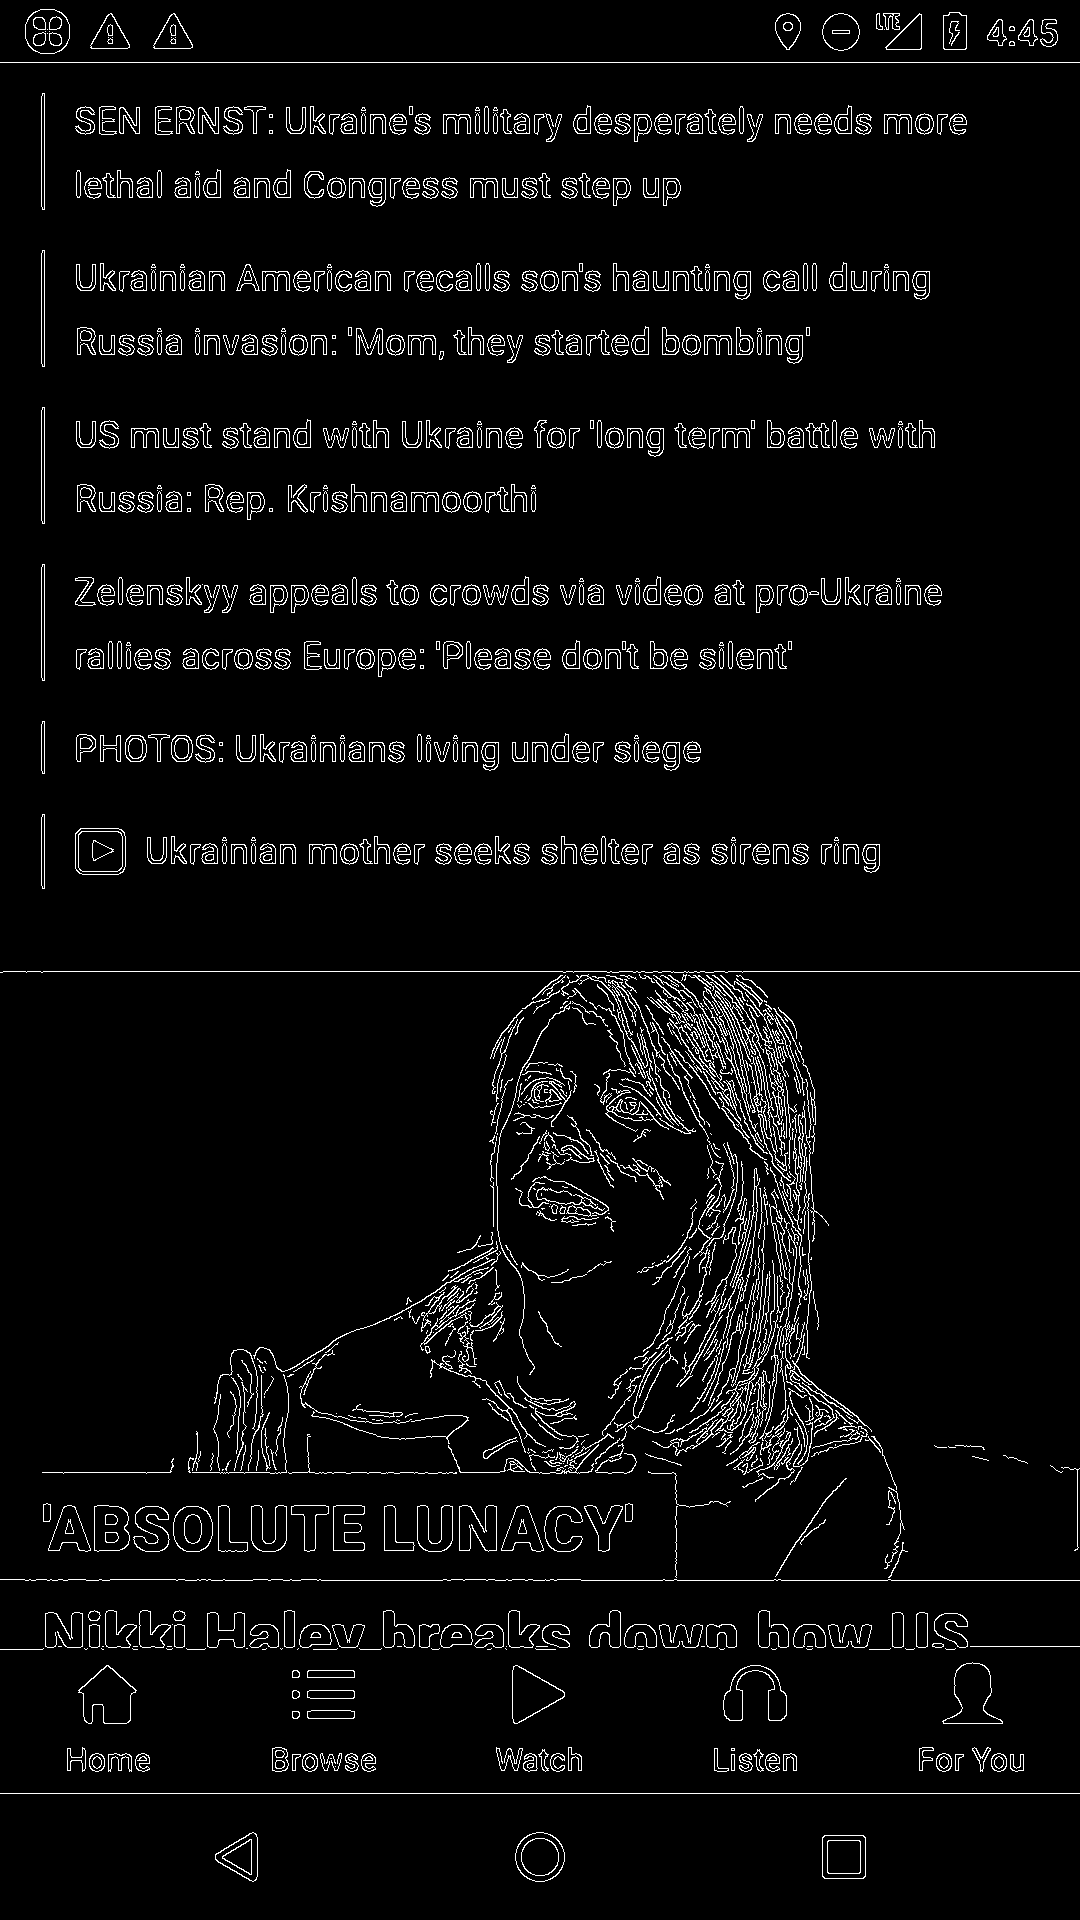 LTE 4:45
SEN ERNST: Ukraine's military desperately needs more
lethal aid and Congress must step up
Ukrainian American recalls son's haunting call during
Russia invasion: 'Mom, they started bombing'
US must stand with Ukraine for 'long term' battle with
Russia: Rep. Krishnamoorthi
Zelenskyy appeals to crowds via video at pro-Ukraine
rallies across Europe: 'Please don't be silent'
PHOTOS: Ukrainians living under siege
Ukrainian mother seeks shelter as sirens ring
'ABSOLUTE LUNACY'
Nikki Haley breaks down how US
Home Browse Watch Listen For You